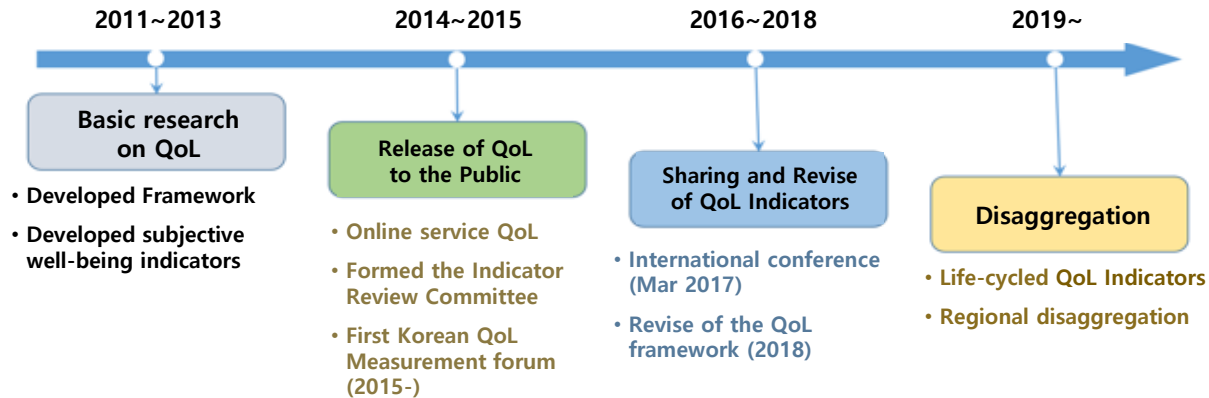 2011~2013
Basic research
on QoL
• Developed Framework
• Developed subjective
well-being indicators
2014~2015
Release of QoL
to the Public
• Online service QoL
• Formed the Indicator
Review Committee
• First Korean QoL
Measurement forum
(2015-)
2016~2018
Sharing and Revise
of QoL Indicators
• International conference
(Mar 2017)
• Revise of the QoL
framework (2018)
2019~
Disaggregation
• Life-cycled QoL Indicators
• Regional disaggregation